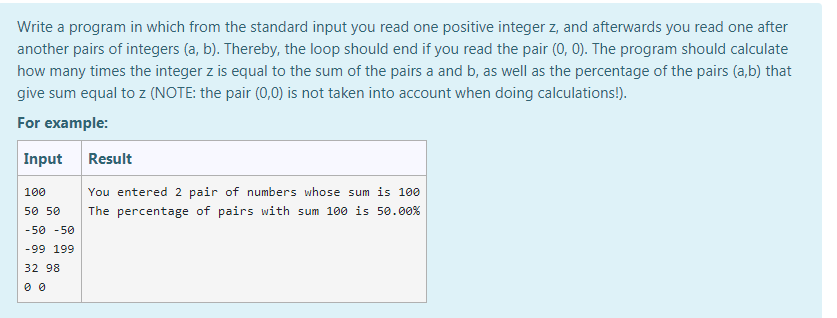 Write a program in which from the standard input you read one positive integer z, and afterwards you read one after
another pairs of integers (a, b). Thereby, the loop should end if you read the pair (0, 0). The program should calculate
how many times the integer z is equal to the sum of the pairs a and b, as well as the percentage of the pairs (a,b) that
give sum equal to z (NOTE: the pair (0,0) is not taken into account when doing calculations!).
For example:
Input Result
100 You entered 2 pair of numbers whose sum is 100
50 50 The percentage of pairs with sum 100 is 50.00%
-50 -50
-99 199
32 98
0 0